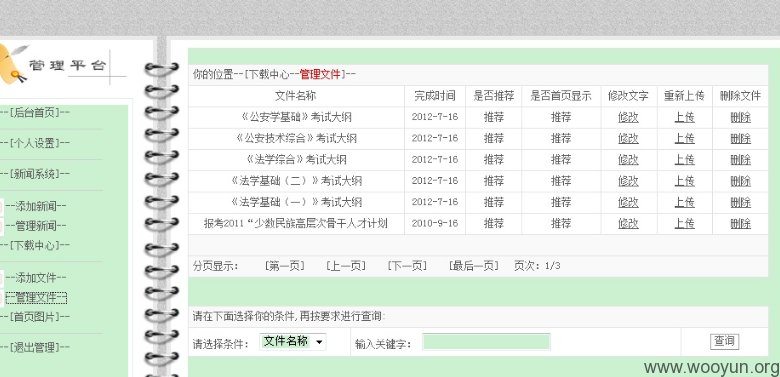 管理平台
--[后台首页]--
--[个人设置]--
--[新闻系统]--
--添加新闻--
--管理新闻--
--[下载中心]--
--添加文件--
--管理文件--
--[首页图片]--
--[退出管理]--
你的位置--[下载中心--管理文件]--
文件名称 完成时间 是否推荐 是否首页显示 修改文字 重新上传 删除文件
《公安学基础》考试大纲 2012-7-16 推荐 推荐 修改 上传 删除
《公安技术综合》考试大纲 2012-7-16 推荐 推荐 修改 上传 删除
《法学综合》考试大纲 2012-7-16 推荐 推荐 修改 上传 删除
《法学基础（二）》考试大纲 2012-7-16 推荐 推荐 修改 上传 删除
《法学基础（一）》考试大纲 2012-7-16 推荐 推荐 修改 上传 删除
报考2011“少数民族高层次骨干人才计划 2010-9-16 推荐 推荐 修改 上传 删除
分页显示： [第一页] [上一页] [下一页] [最后一页] 页次：1/3
请在下面选择你的条件,再按要求进行查询:
请选择条件： 文件名称 输入关键字： 查询
www.wooyun.org